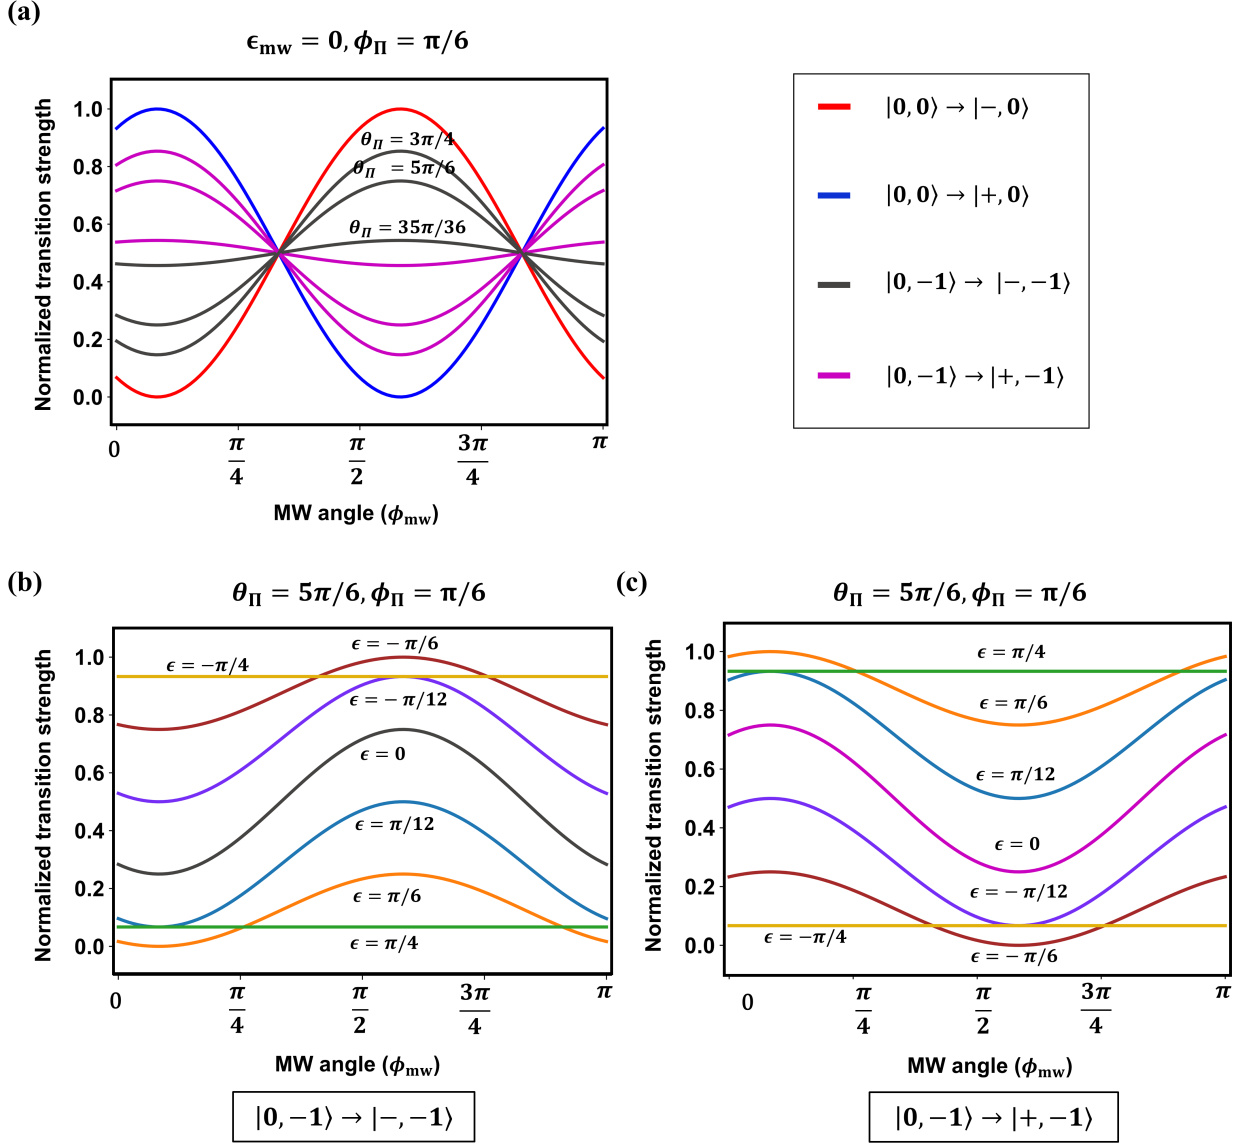 (a)
ϵmw = 0, ϕΠ = π/6
Normalized transition strength
1.0
0.8
0.6
0.4
0.2
0.0
θΠ = 3π/4
θΠ = 5π/6
θΠ = 35π/36
0
π/4
π/2
3π/4
π
MW angle (ϕmw)
|0, 0⟩ → |−, 0⟩
|0, 0⟩ → |+, 0⟩
|0, −1⟩ → |−, −1⟩
|0, −1⟩ → |+, −1⟩
(b)
θΠ = 5π/6, ϕΠ = π/6
Normalized transition strength
1.0
0.8
0.6
0.4
0.2
0.0
ϵ = −π/4
ϵ = − π/6
ϵ = − π/12
ϵ = 0
ϵ = π/12
ϵ = π/6
ϵ = π/4
0
π/4
π/2
3π/4
π
MW angle (ϕmw)
|0, −1⟩ → |−, −1⟩
(c)
θΠ = 5π/6, ϕΠ = π/6
Normalized transition strength
1.0
0.8
0.6
0.4
0.2
0.0
ϵ = π/4
ϵ = π/6
ϵ = π/12
ϵ = 0
ϵ = − π/12
ϵ = −π/4
ϵ = − π/6
0
π/4
π/2
3π/4
π
MW angle (ϕmw)
|0, −1⟩ → |+, −1⟩